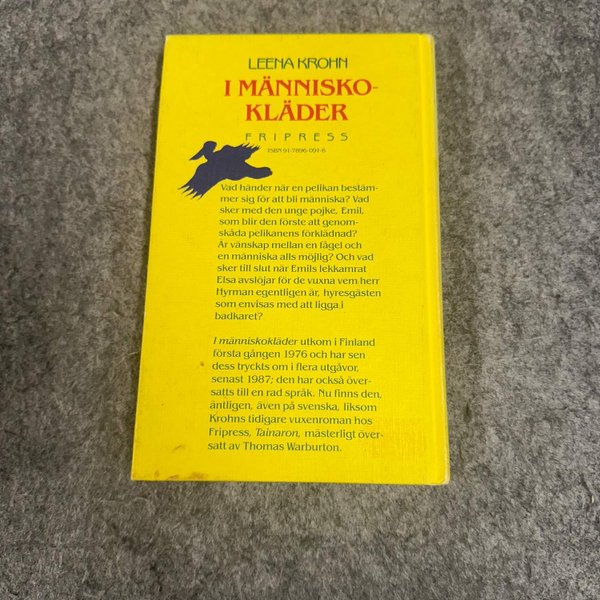 LEENA KROHN
I MÄNNISKO-
KLÄDER
FRIPRESS
ISBN 91-7896-091-6
Vad händer när en pelikan bestäm-
mer sig för att bli människa? Vad
sker med den unge pojke, Emil,
som blir den förste att genom-
skåda pelikanens förklädnad?
Är vänskap mellan en fågel och
en människa alls möjlig? Och vad
sker till slut när Emils lekkamrat
Elsa avslöjar för de vuxna vem herr
Hyrman egentligen är, hyresgästen
som envisas med att ligga i
badkaret?
I människokläder utkom i Finland
första gången 1976 och har sen
dess tryckts om i flera utgåvor,
senast 1987; den har också över-
satts till en rad språk. Nu finns den,
äntligen, även på svenska, liksom
Krohns tidigare vuxenroman hos
Fripress, Tainaron, mästerligt över-
satt av Thomas Warburton.